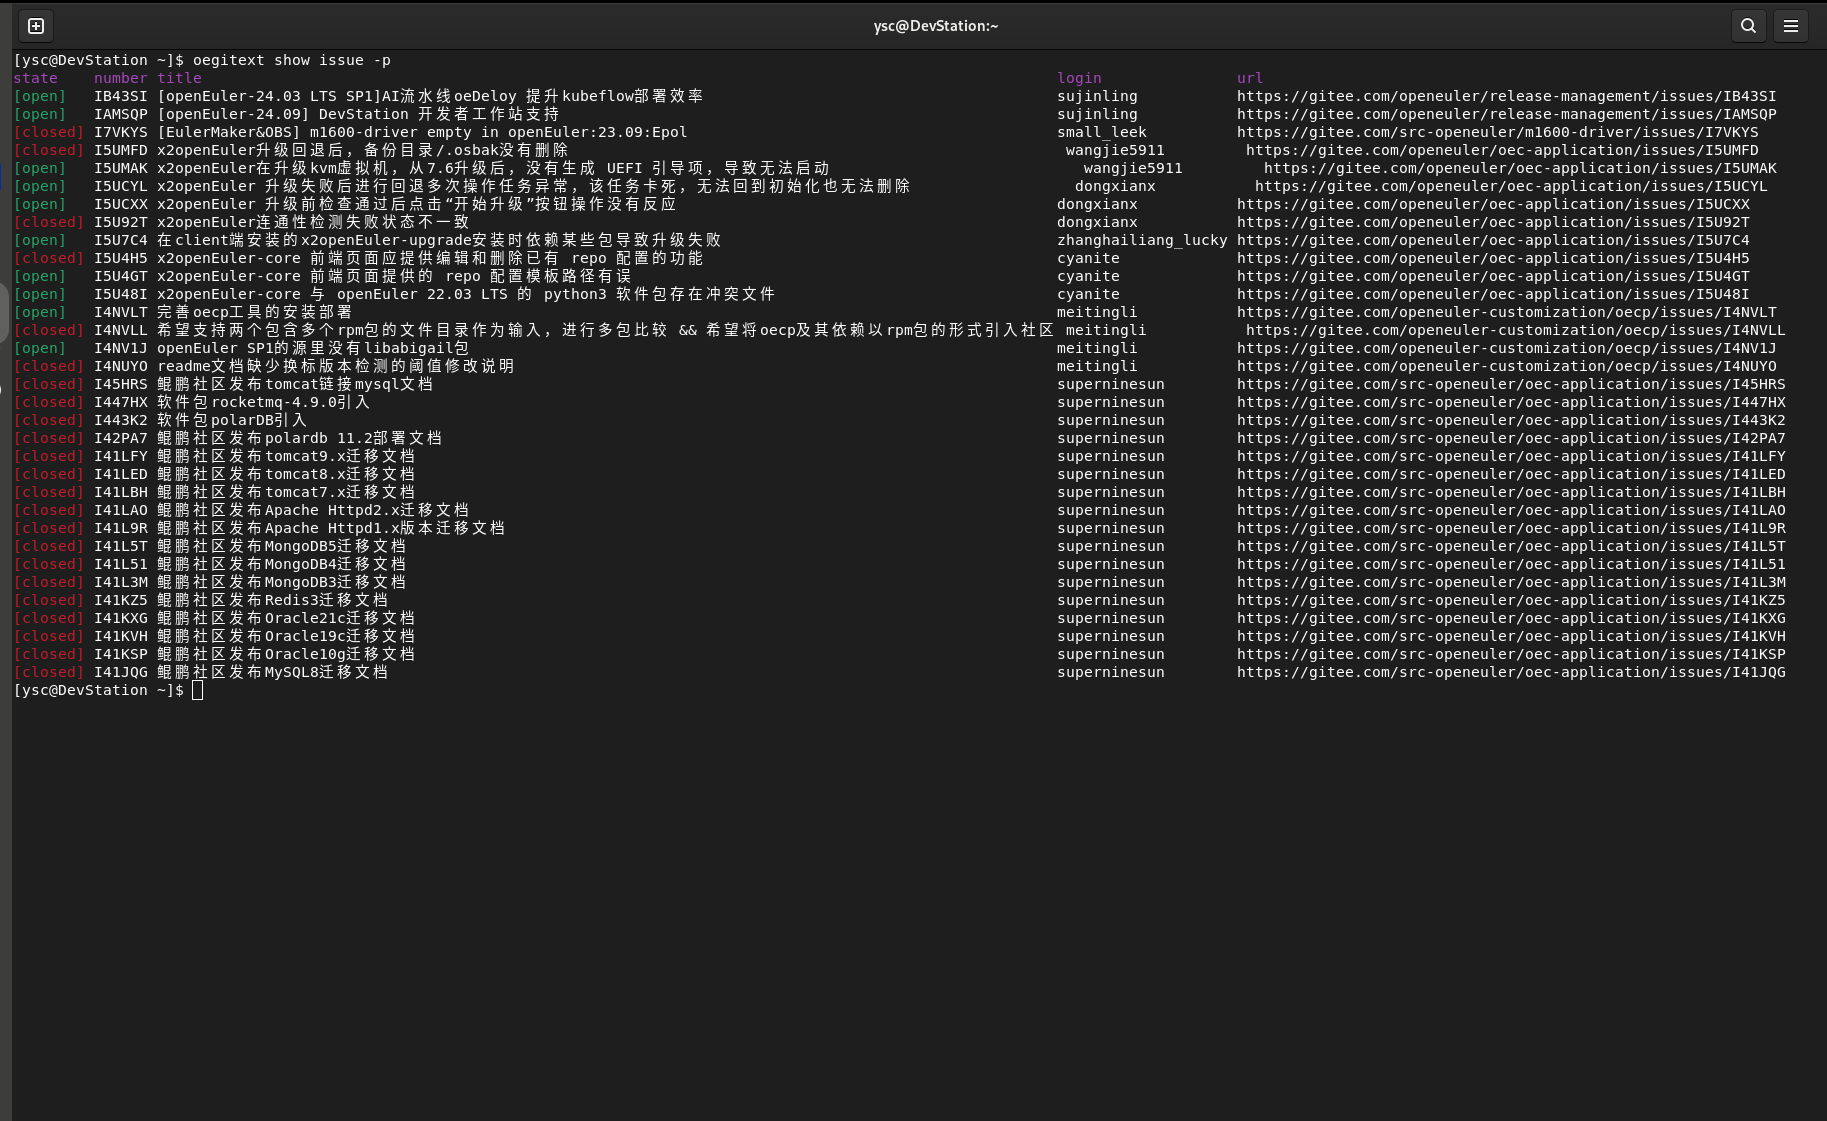 ysc@DevStation:~
[ysc@DevStation ~]$ oegitext show issue -p
state number title login url
[open] IB43SI [openEuler-24.03 LTS SP1]AI流水线oeDeloy 提升kubeflow部署效率 sujinling https://gitee.com/openeuler/release-management/issues/IB43SI
[open] IAMSQP [openEuler-24.09] DevStation 开发者工作站支持 sujinling https://gitee.com/openeuler/release-management/issues/IAMSQP
[closed] I7VKYS [EulerMaker&OBS] m1600-driver empty in openEuler:23.09:Epol small_leek https://gitee.com/src-openeuler/m1600-driver/issues/I7VKYS
[closed] I5UMFD x2openEuler升级回退后，备份目录/.osbak没有删除 wangjie5911 https://gitee.com/openeuler/oec-application/issues/I5UMFD
[open] I5UMAK x2openEuler在升级kvm虚拟机，从7.6升级后，没有生成 UEFI 引导项，导致无法启动 wangjie5911 https://gitee.com/openeuler/oec-application/issues/I5UMAK
[open] I5UCYL x2openEuler 升级失败后进行回退多次操作任务异常，该任务卡死，无法回到初始化也无法删除 dongxianx https://gitee.com/openeuler/oec-application/issues/I5UCYL
[open] I5UCXX x2openEuler 升级前检查通过后点击“开始升级”按钮操作没有反应 dongxianx https://gitee.com/openeuler/oec-application/issues/I5UCXX
[closed] I5U92T x2openEuler连通性检测失败状态不一致 dongxianx https://gitee.com/openeuler/oec-application/issues/I5U92T
[open] I5U7C4 在client端安装的x2openEuler-upgrade安装时依赖某些包导致升级失败 zhanghailiang_lucky https://gitee.com/openeuler/oec-application/issues/I5U7C4
[closed] I5U4H5 x2openEuler-core 前端页面应提供编辑和删除已有 repo 配置的功能 cyanite https://gitee.com/openeuler/oec-application/issues/I5U4H5
[open] I5U4GT x2openEuler-core 前端页面提供的 repo 配置模板路径有误 cyanite https://gitee.com/openeuler/oec-application/issues/I5U4GT
[open] I5U48I x2openEuler-core 与 openEuler 22.03 LTS 的 python3 软件包存在冲突文件 cyanite https://gitee.com/openeuler/oec-application/issues/I5U48I
[open] I4NVLT 完善oecp工具的安装部署 meitingli https://gitee.com/openeuler-customization/oecp/issues/I4NVLT
[closed] I4NVLL 希望支持两个包含多个rpm包的文件目录作为输入，进行多包比较 && 希望将oecp及其依赖以rpm包的形式引入社区 meitingli https://gitee.com/openeuler-customization/oecp/issues/I4NVLL
[open] I4NV1J openEuler SP1的源里没有libabigail包 meitingli https://gitee.com/openeuler-customization/oecp/issues/I4NV1J
[closed] I4NUYO readme文档缺少换标版本检测的阈值修改说明 meitingli https://gitee.com/openeuler-customization/oecp/issues/I4NUYO
[closed] I45HRS 鲲鹏社区发布tomcat链接mysql文档 superninesun https://gitee.com/src-openeuler/oec-application/issues/I45HRS
[closed] I447HX 软件包rocketmq-4.9.0引入 superninesun https://gitee.com/src-openeuler/oec-application/issues/I447HX
[closed] I443K2 软件包polarDB引入 superninesun https://gitee.com/src-openeuler/oec-application/issues/I443K2
[closed] I42PA7 鲲鹏社区发布polardb 11.2部署文档 superninesun https://gitee.com/src-openeuler/oec-application/issues/I42PA7
[closed] I41LFY 鲲鹏社区发布tomcat9.x迁移文档 superninesun https://gitee.com/src-openeuler/oec-application/issues/I41LFY
[closed] I41LED 鲲鹏社区发布tomcat8.x迁移文档 superninesun https://gitee.com/src-openeuler/oec-application/issues/I41LED
[closed] I41LBH 鲲鹏社区发布tomcat7.x迁移文档 superninesun https://gitee.com/src-openeuler/oec-application/issues/I41LBH
[closed] I41LAO 鲲鹏社区发布Apache Httpd2.x迁移文档 superninesun https://gitee.com/src-openeuler/oec-application/issues/I41LAO
[closed] I41L9R 鲲鹏社区发布Apache Httpd1.x版本迁移文档 superninesun https://gitee.com/src-openeuler/oec-application/issues/I41L9R
[closed] I41L5T 鲲鹏社区发布MongoDB5迁移文档 superninesun https://gitee.com/src-openeuler/oec-application/issues/I41L5T
[closed] I41L51 鲲鹏社区发布MongoDB4迁移文档 superninesun https://gitee.com/src-openeuler/oec-application/issues/I41L51
[closed] I41L3M 鲲鹏社区发布MongoDB3迁移文档 superninesun https://gitee.com/src-openeuler/oec-application/issues/I41L3M
[closed] I41KZ5 鲲鹏社区发布Redis3迁移文档 superninesun https://gitee.com/src-openeuler/oec-application/issues/I41KZ5
[closed] I41KXG 鲲鹏社区发布Oracle21c迁移文档 superninesun https://gitee.com/src-openeuler/oec-application/issues/I41KXG
[closed] I41KVH 鲲鹏社区发布Oracle19c迁移文档 superninesun https://gitee.com/src-openeuler/oec-application/issues/I41KVH
[closed] I41KSP 鲲鹏社区发布Oracle10g迁移文档 superninesun https://gitee.com/src-openeuler/oec-application/issues/I41KSP
[closed] I41JQG 鲲鹏社区发布MySQL8迁移文档 superninesun https://gitee.com/src-openeuler/oec-application/issues/I41JQG
[ysc@DevStation ~]$